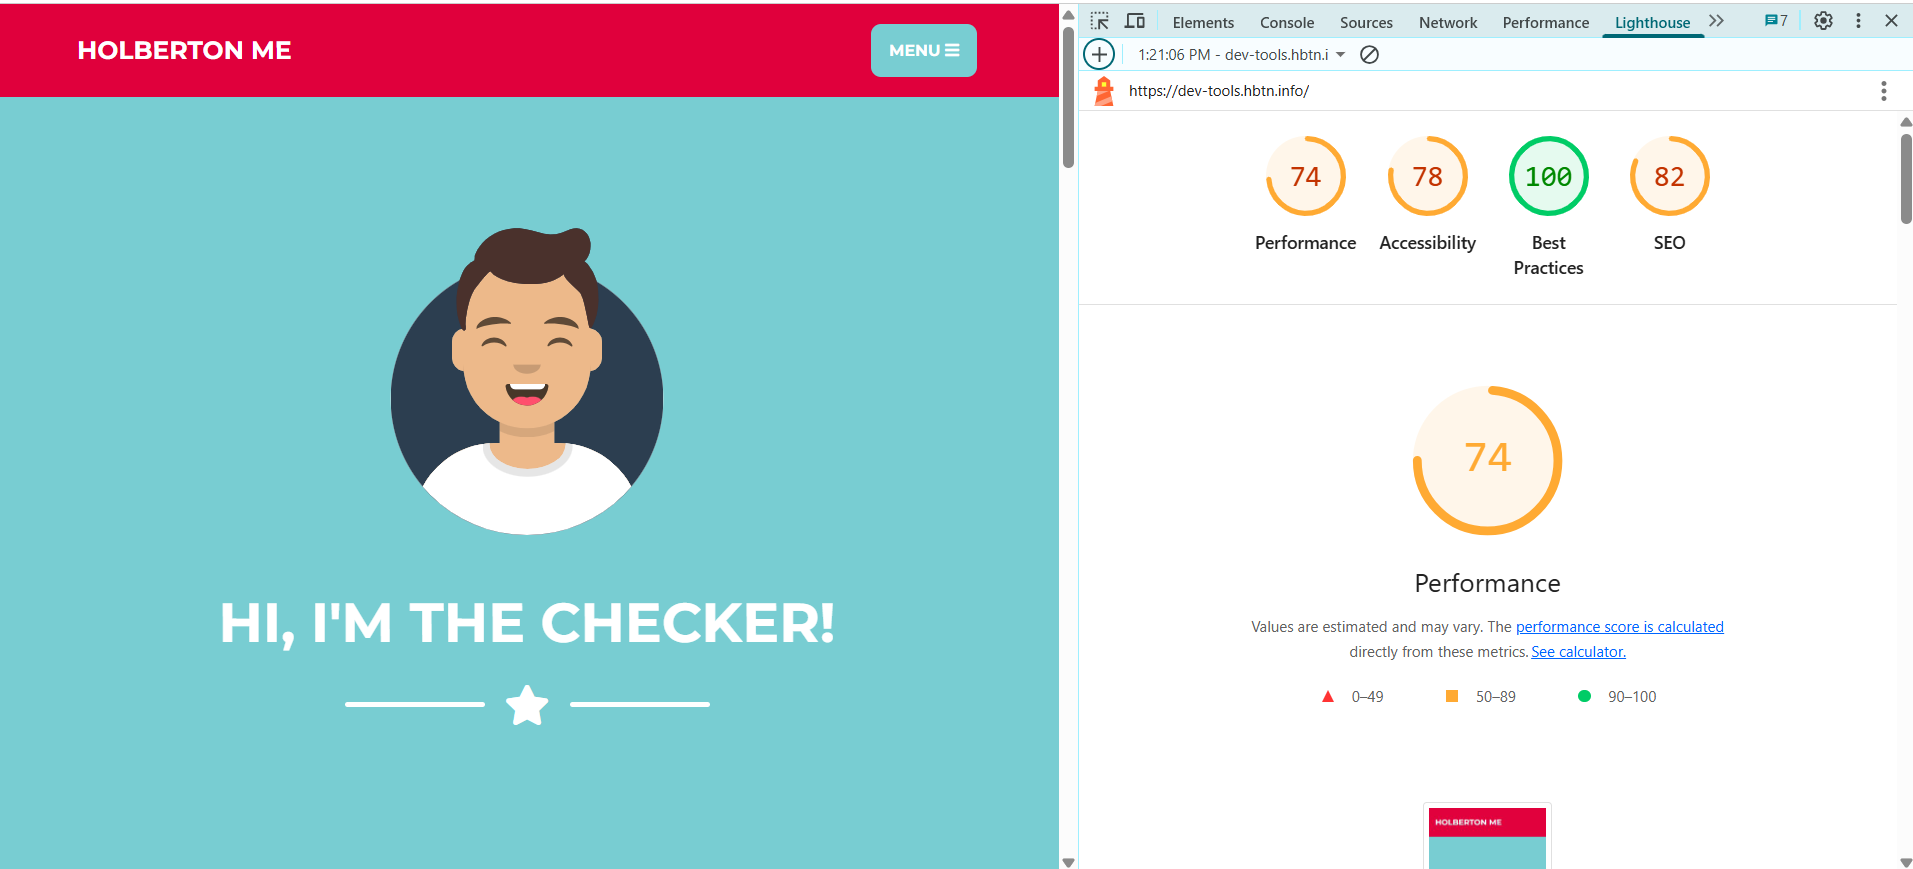 HOLBERTON ME
MENU
HI, I'M THE CHECKER!
Elements Console Sources Network Performance Lighthouse 7
1:21:06 PM - dev-tools.hbtn.i
https://dev-tools.hbtn.info/
74 78 100 82
Performance Accessibility Best Practices SEO
74
Performance
Values are estimated and may vary. The performance score is calculated
directly from these metrics. See calculator.
0–49 50–89 90–100
HOLBERTON ME